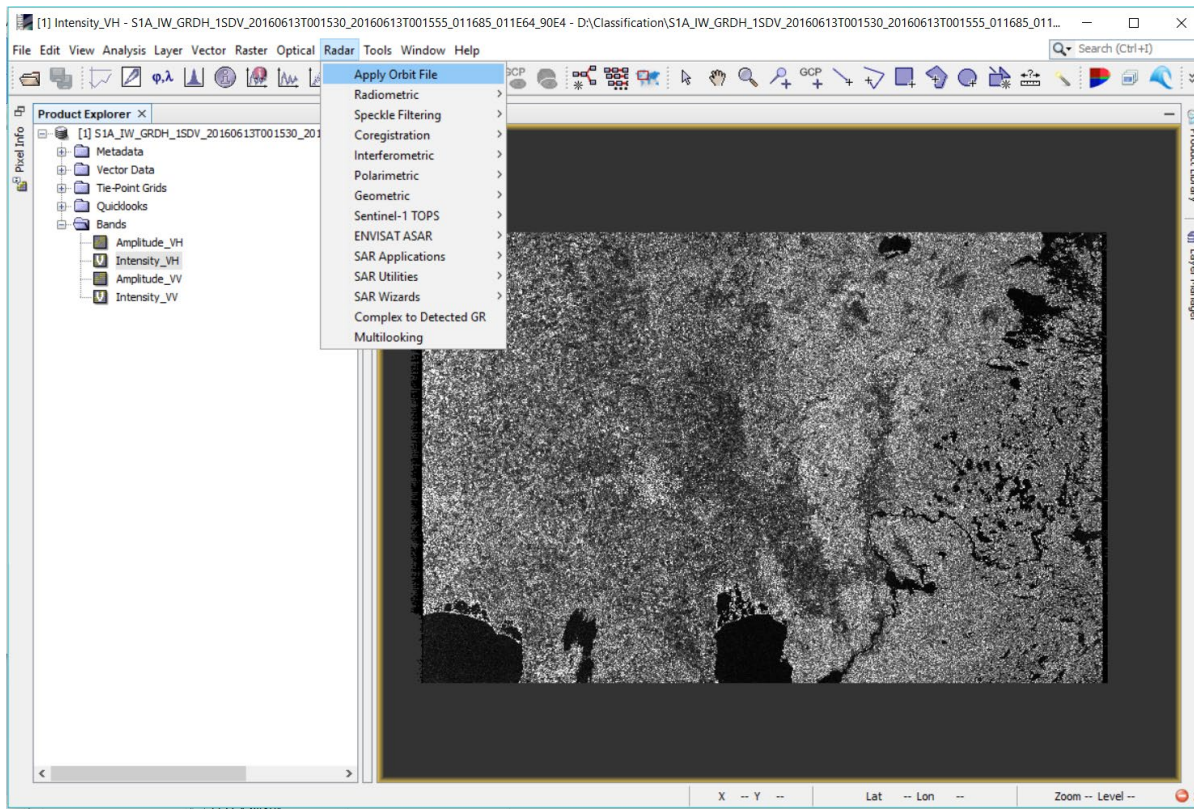 [1] Intensity_VH - S1A_IW_GRDH_1SDV_20160613T001530_20160613T001555_011685_011E64_90E4 - D:\Classification\S1A_IW_GRDH_1SDV_20160613T001530_20160613T001555_011685_011...
File Edit View Analysis Layer Vector Raster Optical Radar Tools Window Help
Search (Ctrl+I)
φ,λ
GCP
GCP
Product Explorer
[1] S1A_IW_GRDH_1SDV_20160613T001530_201
Metadata
Vector Data
Tie-Point Grids
Quicklooks
Bands
Amplitude_VH
Intensity_VH
Amplitude_VV
Intensity_VV
Pixel Info
Apply Orbit File
Radiometric
Speckle Filtering
Coregistration
Interferometric
Polarimetric
Geometric
Sentinel-1 TOPS
ENVISAT ASAR
SAR Applications
SAR Utilities
SAR Wizards
Complex to Detected GR
Multilooking
Product Library
Layer Manager
X -- Y --
Lat -- Lon --
Zoom -- Level --